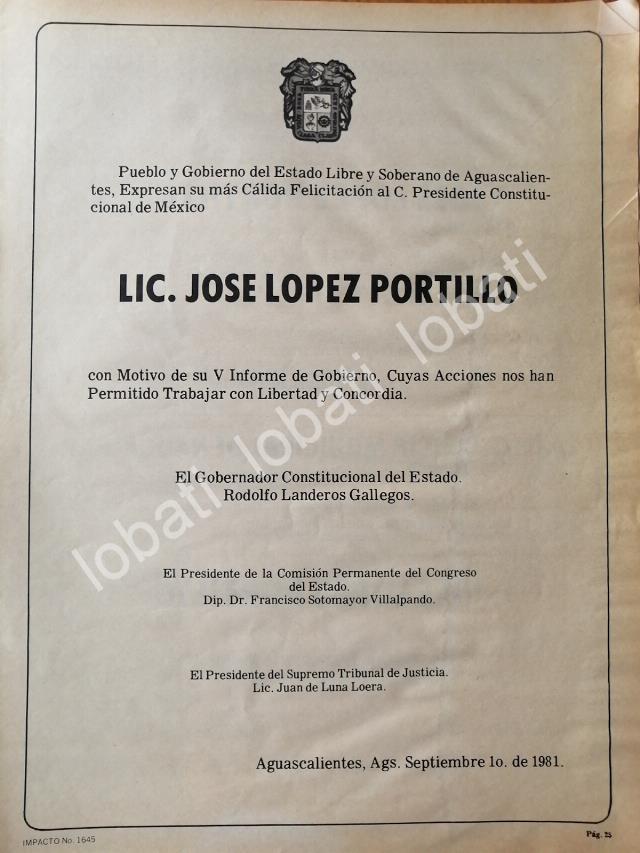 Pueblo y Gobierno del Estado Libre y Soberano de Aguascalien-
tes, Expresan su más Cálida Felicitación al C. Presidente Constitu-
cional de México
LIC. JOSE LOPEZ PORTILLO
con Motivo de su V Informe de Gobierno, Cuyas Acciones nos han
Permitido Trabajar con Libertad y Concordia.
El Gobernador Constitucional del Estado.
Rodolfo Landeros Gallegos.
El Presidente de la Comisión Permanente del Congreso
del Estado.
Dip. Dr. Francisco Sotomayor Villalpando.
El Presidente del Supremo Tribunal de Justicia.
Lic. Juan de Luna Loera.
Aguascalientes, Ags. Septiembre 1o. de 1981.
IMPACTO No. 1645
Pág. 25
lobati lobati lobati